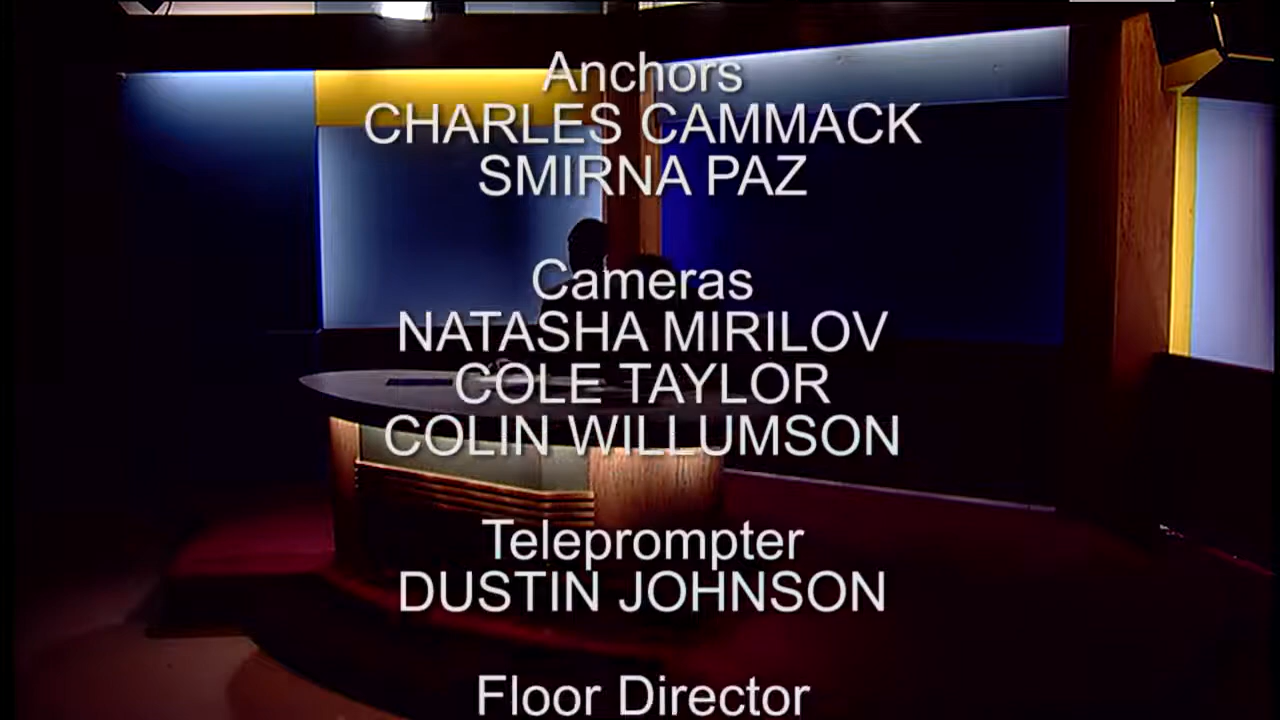 Anchors
CHARLES CAMMACK
SMIRNA PAZ
Cameras
NATASHA MIRILOV
COLE TAYLOR
COLIN WILLUMSON
Teleprompter
DUSTIN JOHNSON
Floor Director